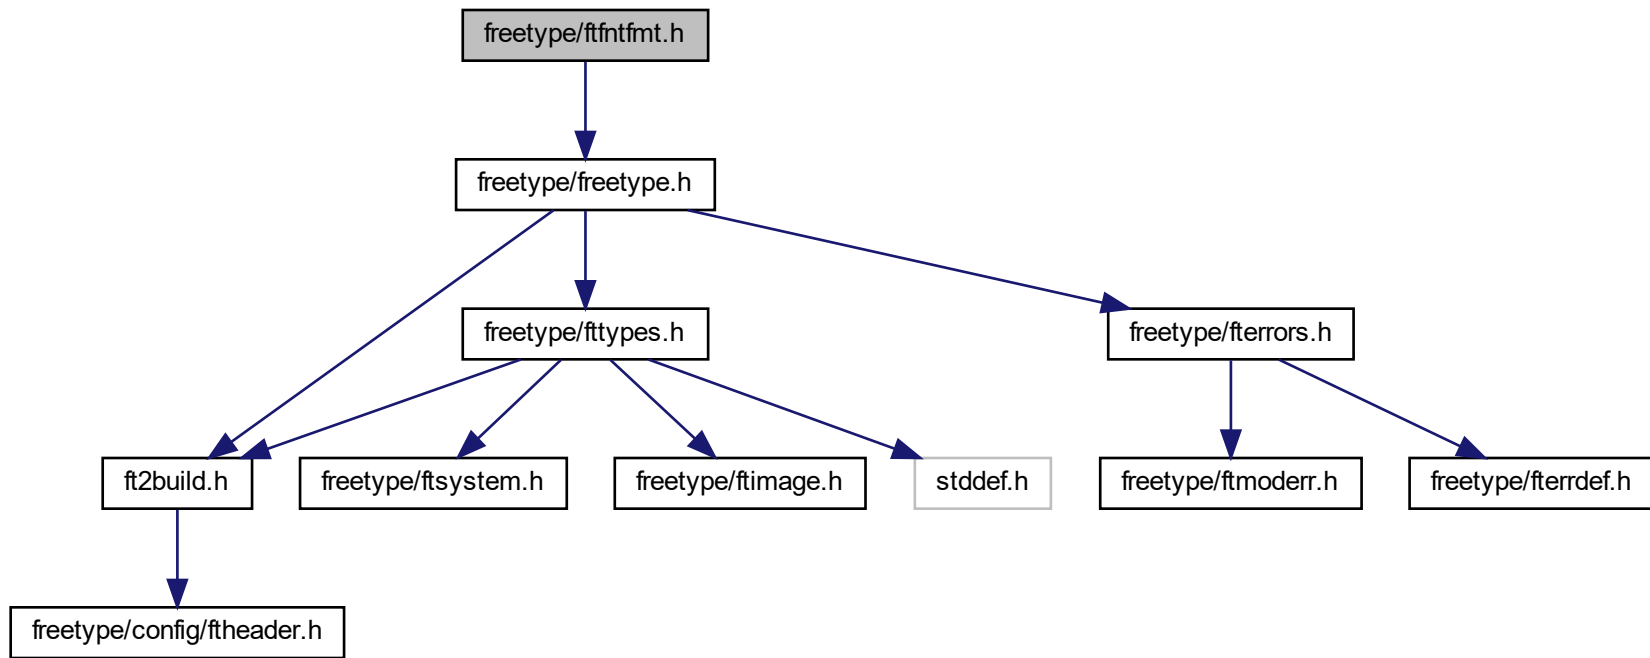 freetype/ftfntfmt.h
freetype/freetype.h
freetype/fttypes.h
freetype/fterrors.h
ft2build.h
freetype/ftsystem.h
freetype/ftimage.h
stddef.h
freetype/ftmoderr.h
freetype/fterrdef.h
freetype/config/ftheader.h